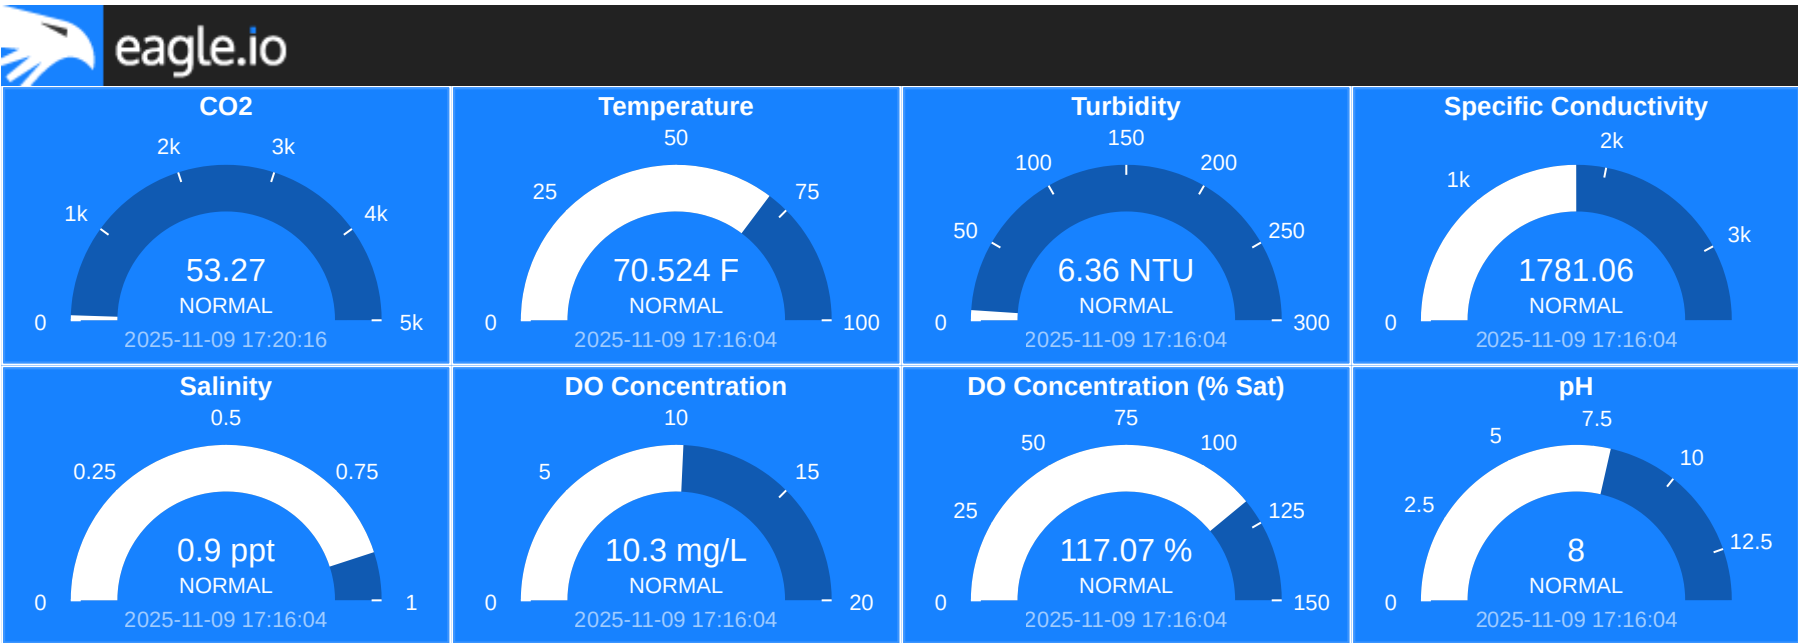 eagle.io
CO2
0
1k
2k
3k
4k
5k
53.27
NORMAL
2025-11-09 17:20:16
Temperature
0
25
50
75
100
70.524 F
NORMAL
2025-11-09 17:16:04
Turbidity
0
50
100
150
200
250
300
6.36 NTU
NORMAL
2025-11-09 17:16:04
Specific Conductivity
0
1k
2k
3k
1781.06
NORMAL
2025-11-09 17:16:04
Salinity
0
0.25
0.5
0.75
1
0.9 ppt
NORMAL
2025-11-09 17:16:04
DO Concentration
0
5
10
15
20
10.3 mg/L
NORMAL
2025-11-09 17:16:04
DO Concentration (% Sat)
0
25
50
75
100
125
150
117.07 %
NORMAL
2025-11-09 17:16:04
pH
0
2.5
5
7.5
10
12.5
8
NORMAL
2025-11-09 17:16:04